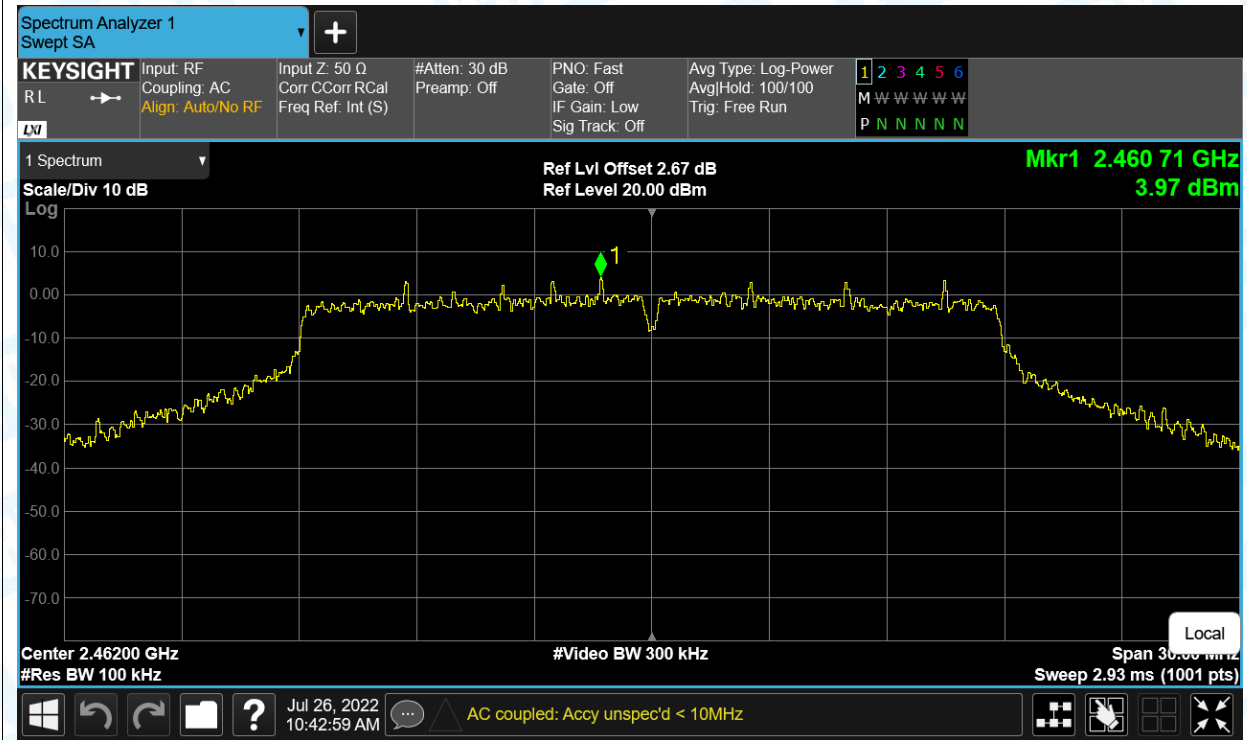 Spectrum Analyzer 1
Swept SA
KEYSIGHT
R L
LXI
Input: RF
Coupling: AC
Align: Auto/No RF
Input Z: 50 Ω
Corr CCorr RCal
Freq Ref: Int (S)
#Atten: 30 dB
Preamp: Off
PNO: Fast
Gate: Off
IF Gain: Low
Sig Track: Off
Avg Type: Log-Power
Avg|Hold: 100/100
Trig: Free Run
1 2 3 4 5 6
M W W W W W W
P N N N N N N
1 Spectrum
Scale/Div 10 dB
Log
Ref Lvl Offset 2.67 dB
Ref Level 20.00 dBm
Mkr1 2.460 71 GHz
3.97 dBm
1
10.0
0.00
-10.0
-20.0
-30.0
-40.0
-50.0
-60.0
-70.0
Local
Center 2.46200 GHz
#Video BW 300 kHz
Span 30.00 MHz
#Res BW 100 kHz
Sweep 2.93 ms (1001 pts)
?
Jul 26, 2022
10:42:59 AM
AC coupled: Accy unspec'd < 10MHz